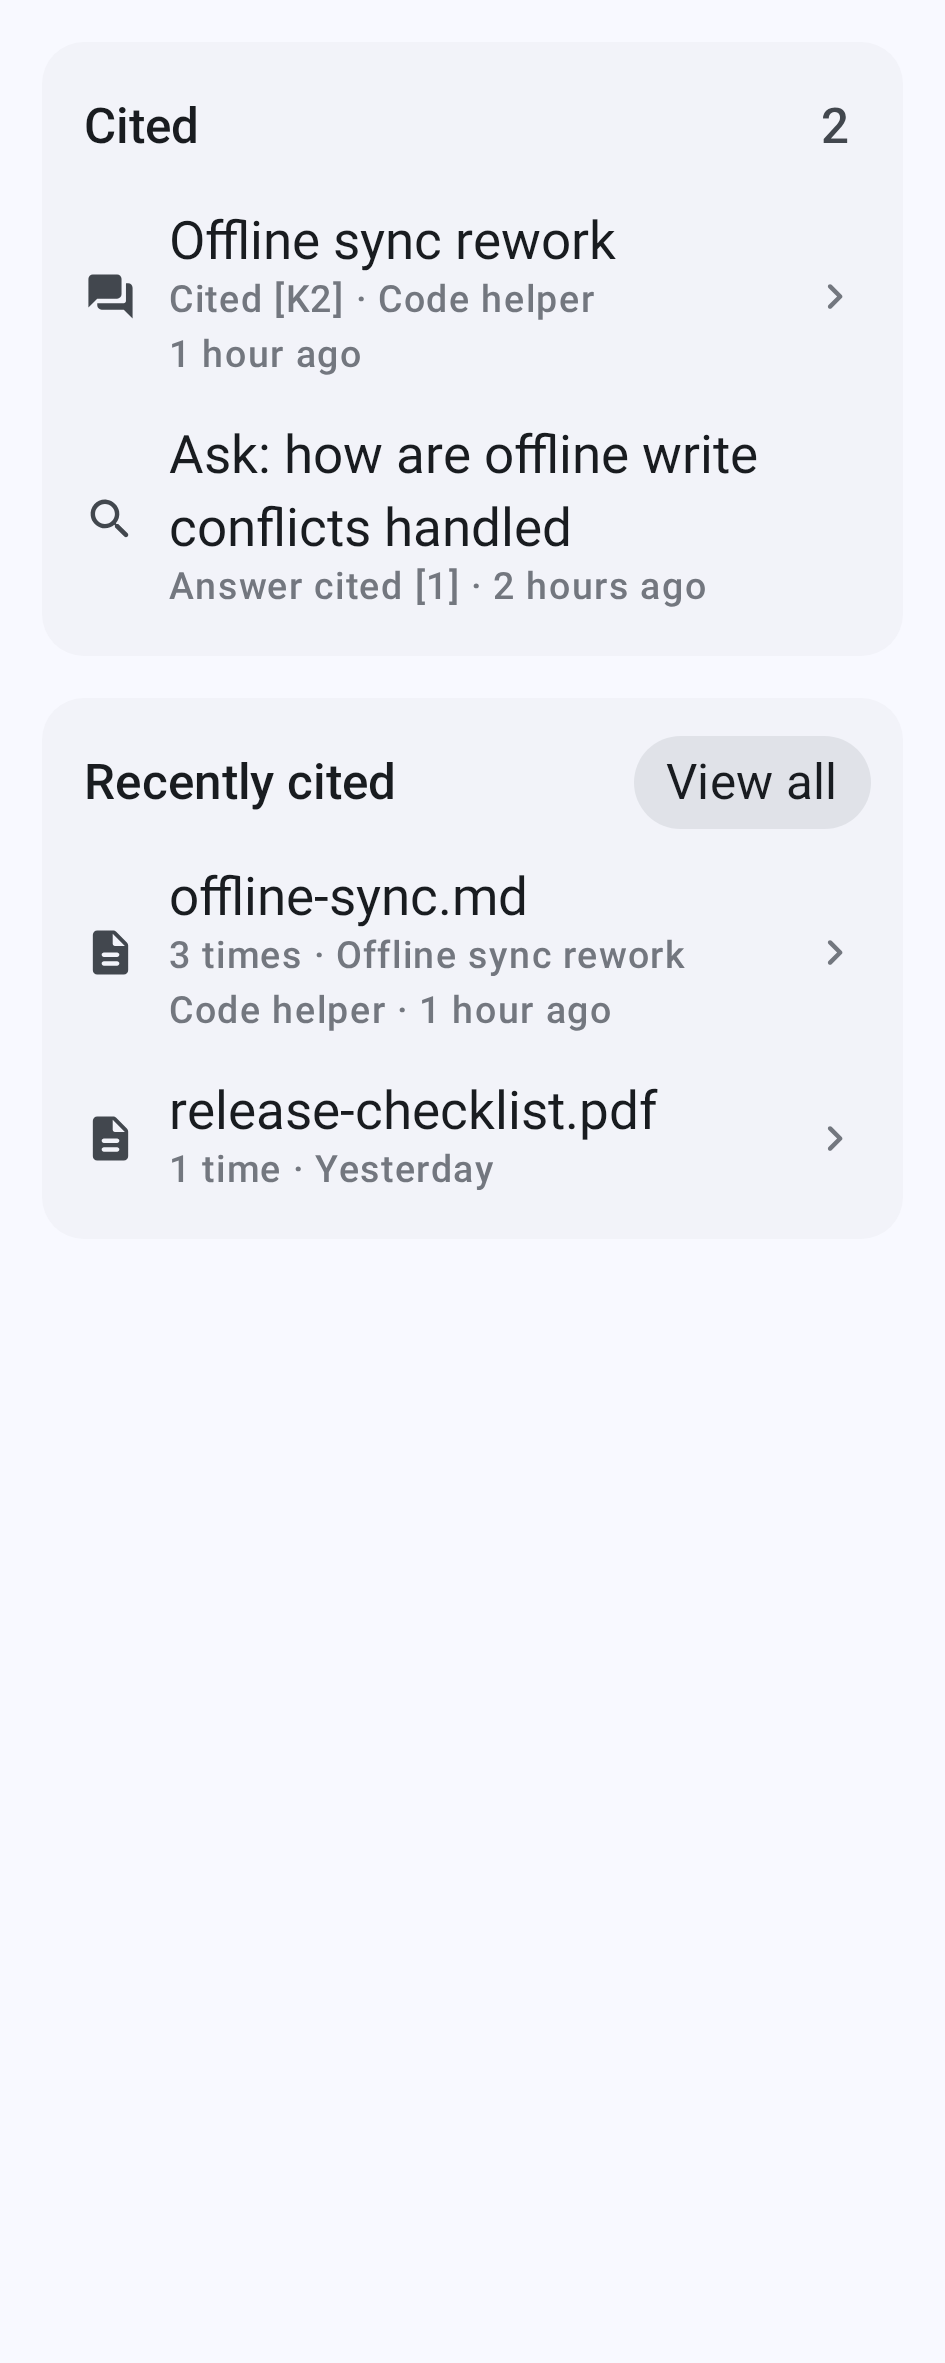 Cited
2
Offline sync rework
Cited [K2] · Code helper
1 hour ago
Ask: how are offline write
conflicts handled
Answer cited [1] · 2 hours ago
Recently cited
View all
offline-sync.md
3 times · Offline sync rework
Code helper · 1 hour ago
release-checklist.pdf
1 time · Yesterday